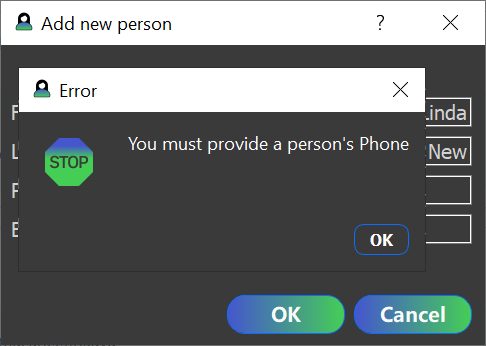 Add new person
?
Error
You must provide a person's Phone
STOP
OK
Linda
New
OK
Cancel